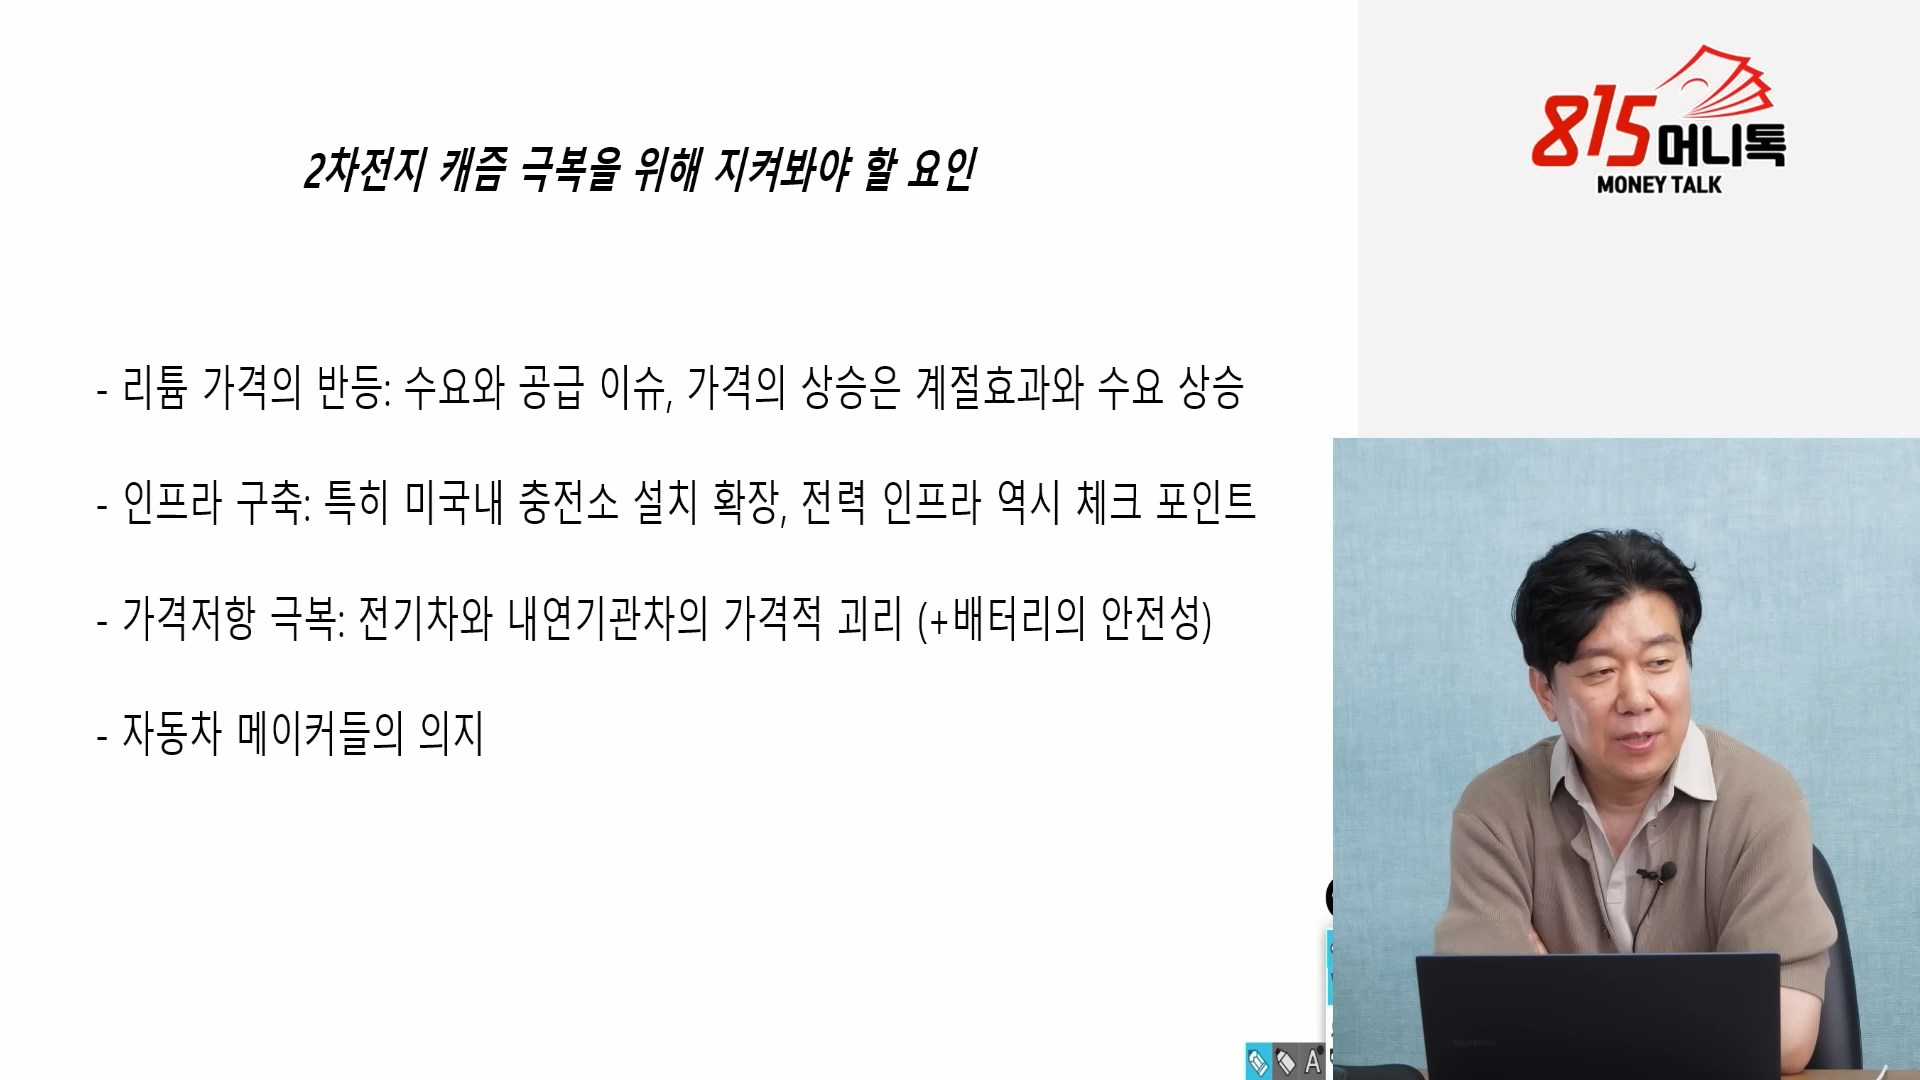 2차전지 캐즘 극복을 위해 지켜봐야 할 요인
815머니톡
MONEY TALK
- 리튬 가격의 반등: 수요와 공급 이슈, 가격의 상승은 계절효과와 수요 상승
- 인프라 구축: 특히 미국내 충전소 설치 확장, 전력 인프라 역시 체크 포인트
- 가격저항 극복: 전기차와 내연기관차의 가격적 괴리 (+배터리의 안전성)
- 자동차 메이커들의 의지
A